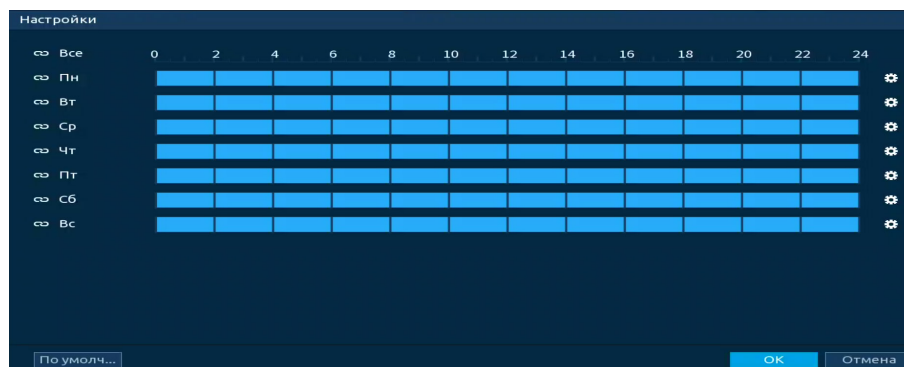 Настройки
Все 0 2 4 6 8 10 12 14 16 18 20 22 24
Пн
Вт
Ср
Чт
Пт
Сб
Вс
По умолч... OK Отмена